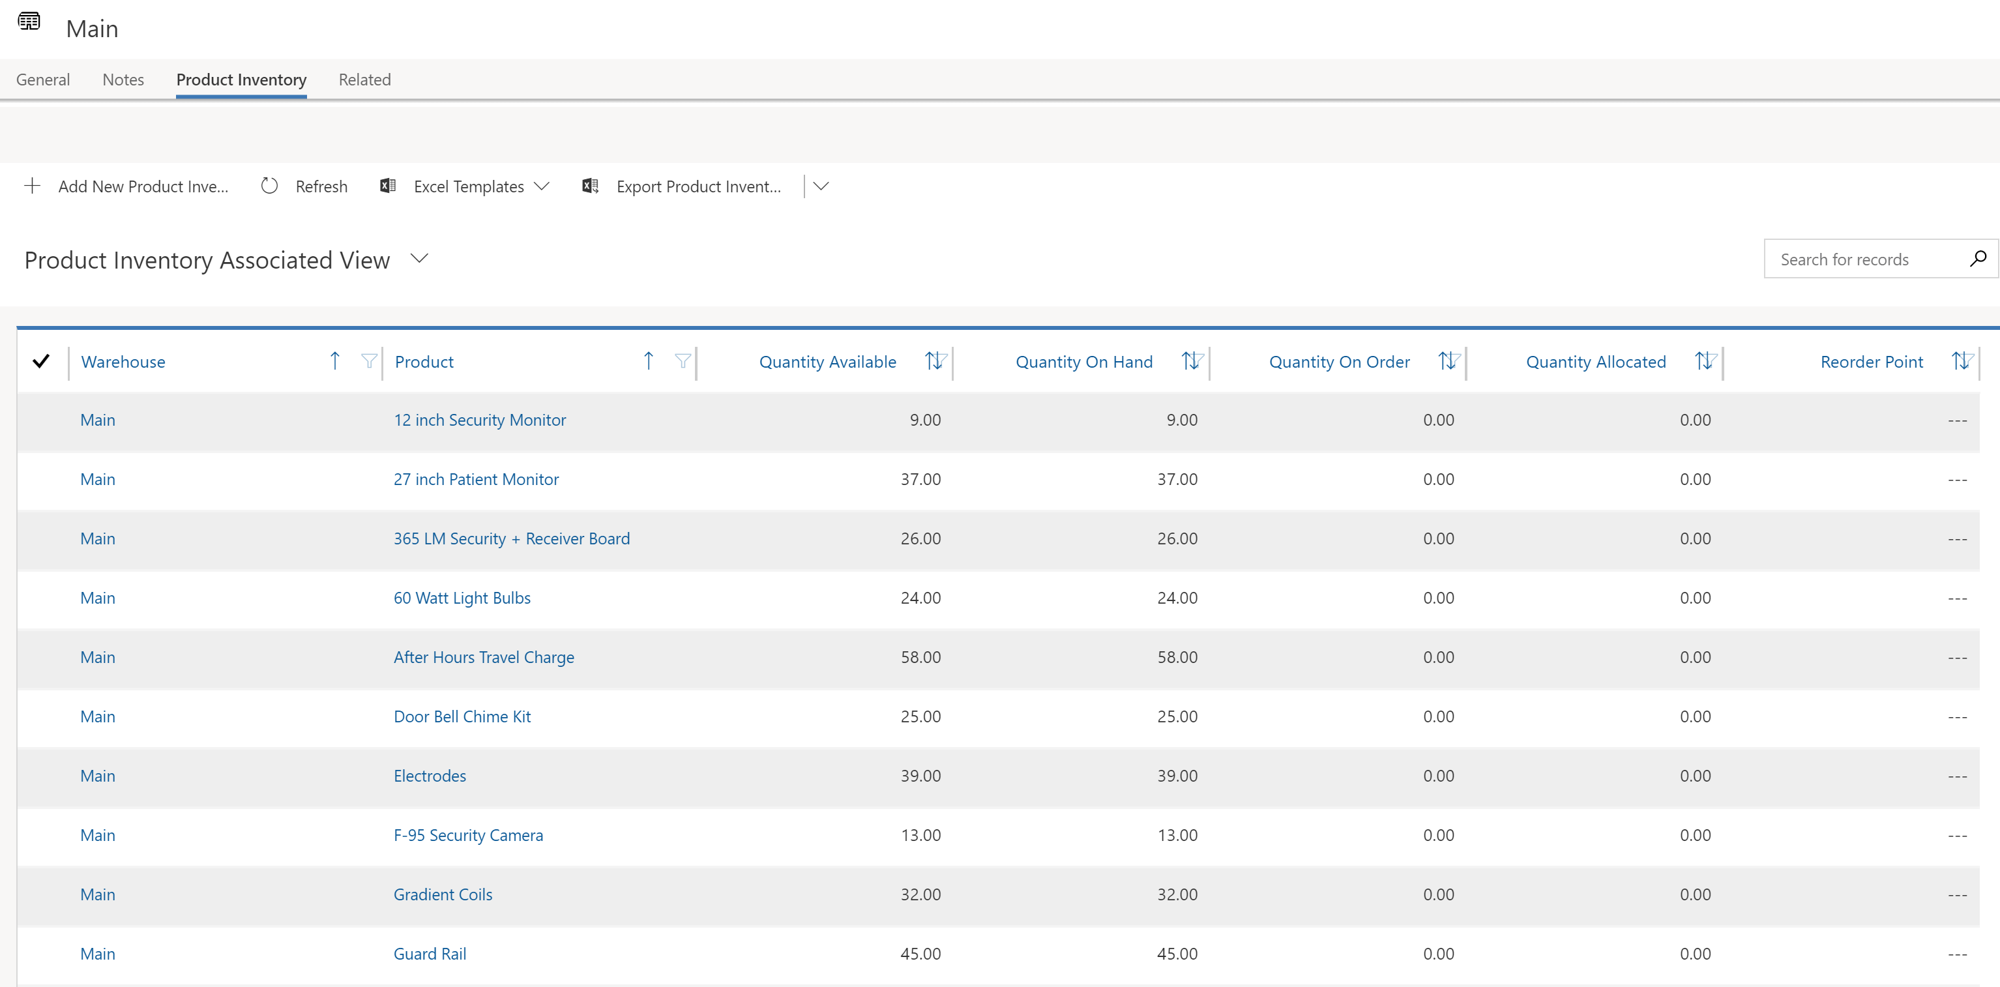 Main
General Notes Product Inventory Related
Add New Product Inve... Refresh Excel Templates Export Product Invent...
Product Inventory Associated View Search for records
Warehouse Product Quantity Available Quantity On Hand Quantity On Order Quantity Allocated Reorder Point
Main 12 inch Security Monitor 9.00 9.00 0.00 0.00 ---
Main 27 inch Patient Monitor 37.00 37.00 0.00 0.00 ---
Main 365 LM Security + Receiver Board 26.00 26.00 0.00 0.00 ---
Main 60 Watt Light Bulbs 24.00 24.00 0.00 0.00 ---
Main After Hours Travel Charge 58.00 58.00 0.00 0.00 ---
Main Door Bell Chime Kit 25.00 25.00 0.00 0.00 ---
Main Electrodes 39.00 39.00 0.00 0.00 ---
Main F-95 Security Camera 13.00 13.00 0.00 0.00 ---
Main Gradient Coils 32.00 32.00 0.00 0.00 ---
Main Guard Rail 45.00 45.00 0.00 0.00 ---